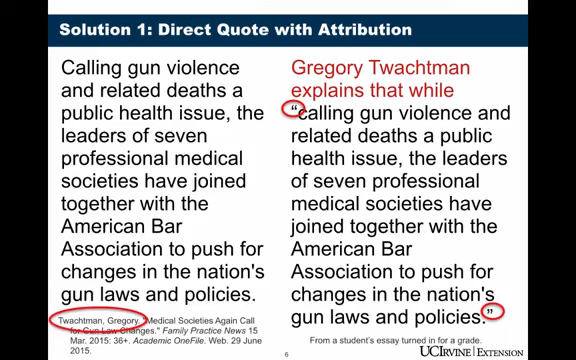 Solution 1: Direct Quote with Attribution
Calling gun violence
and related deaths a
public health issue, the
leaders of seven
professional medical
societies have joined
together with the
American Bar
Association to push for
changes in the nation's
gun laws and policies.
Twachtman, Gregory. "Medical Societies Again Call
for Gun Law Changes." Family Practice News 15
Mar. 2015: 36+. Academic OneFile. Web. 29 June
2015.
Gregory Twachtman
explains that while
“calling gun violence and
related deaths a public
health issue, the leaders
of seven professional
medical societies have
joined together with the
American Bar
Association to push for
changes in the nation's
gun laws and policies.”
From a student's essay turned in for a grade.
6
UCIRVINE | EXTENSION